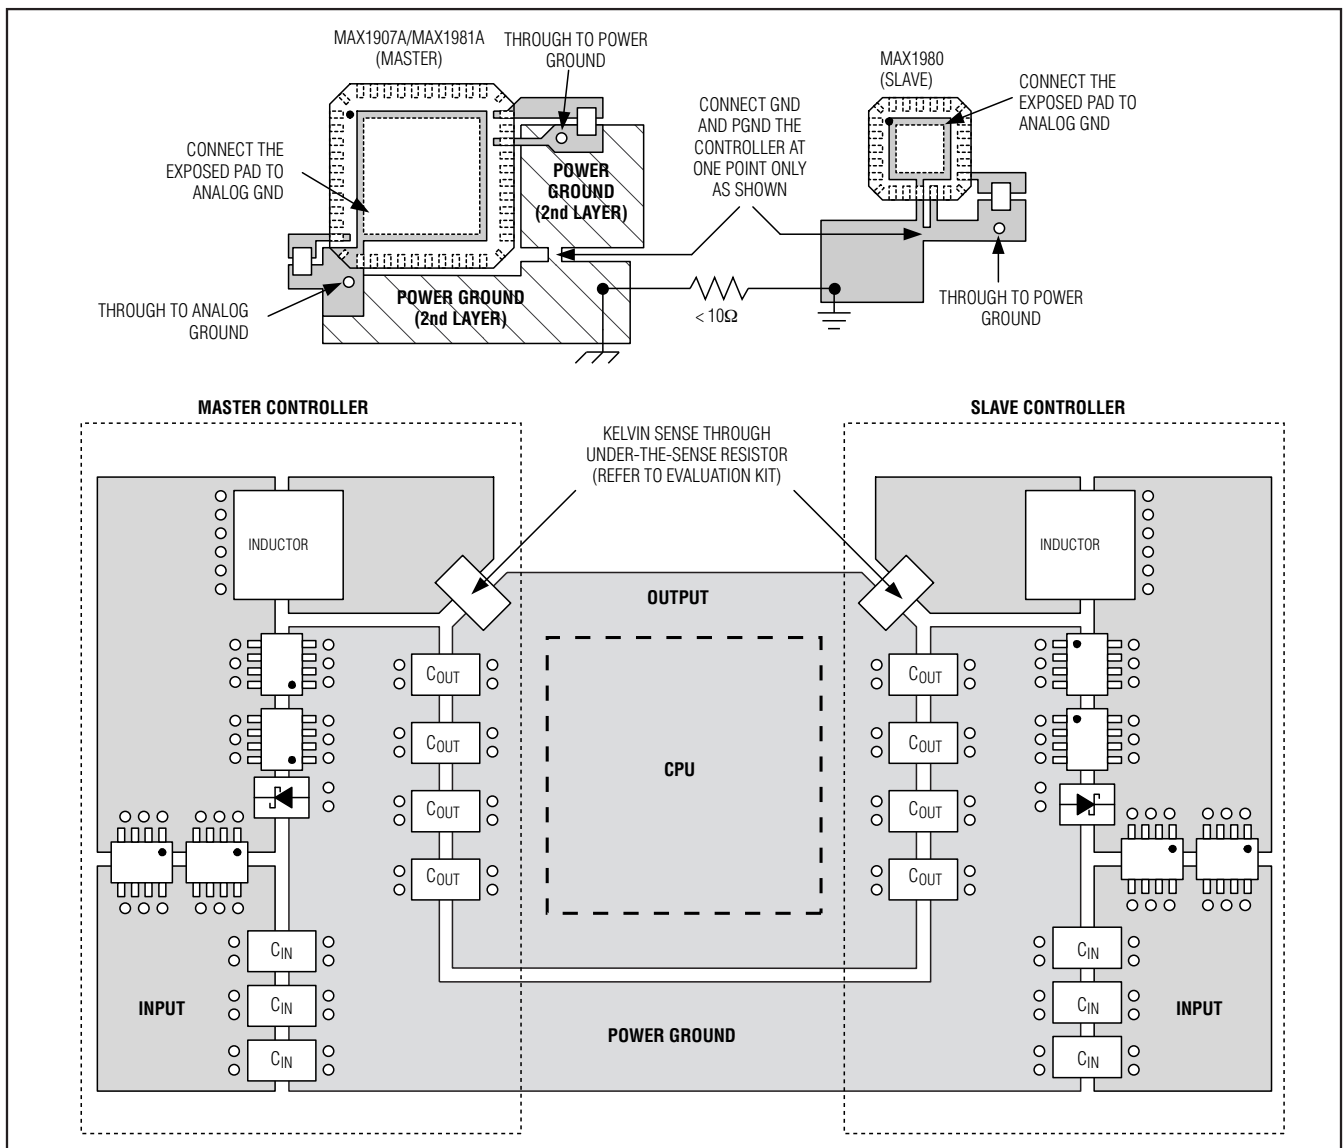 MAX1907A/MAX1981A
(MASTER)
THROUGH TO POWER
GROUND
MAX1980
(SLAVE)
CONNECT THE
EXPOSED PAD TO
ANALOG GND
CONNECT GND
AND PGND THE
CONTROLLER AT
ONE POINT ONLY
AS SHOWN
CONNECT THE
EXPOSED PAD TO
ANALOG GND
POWER
GROUND
(2nd LAYER)
THROUGH TO ANALOG
GROUND
POWER GROUND
(2nd LAYER)
< 10Ω
THROUGH TO POWER
GROUND
MASTER CONTROLLER
SLAVE CONTROLLER
KELVIN SENSE THROUGH
UNDER-THE-SENSE RESISTOR
(REFER TO EVALUATION KIT)
INDUCTOR
INDUCTOR
OUTPUT
COUT
COUT
COUT
COUT
CPU
COUT
COUT
COUT
COUT
CIN
CIN
CIN
INPUT
POWER GROUND
CIN
CIN
CIN
INPUT